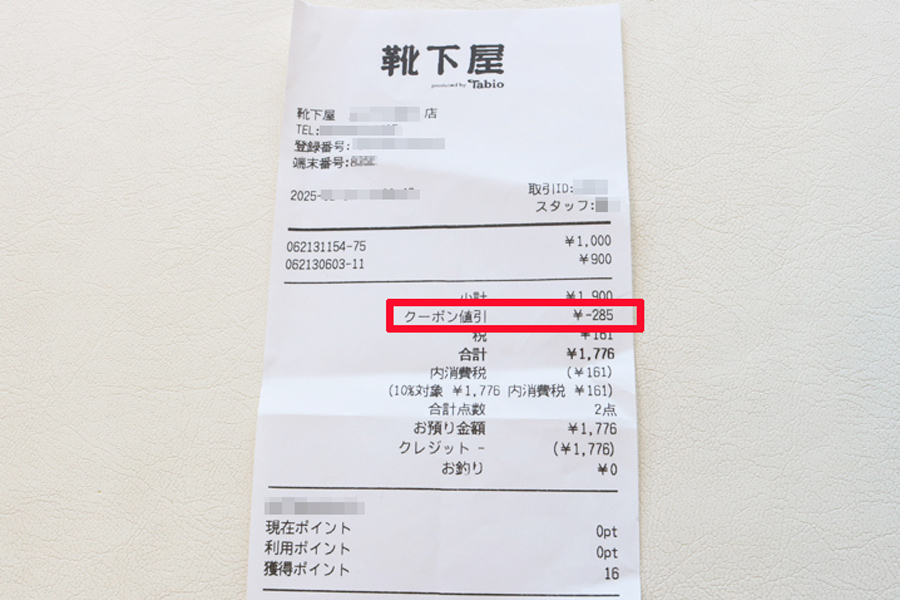 靴下屋
produced by Tabio
靴下屋 店
TEL:
登録番号:
端末番号:
2025-
取引ID:
スタッフ:
062131154-75 ¥1,000
062130603-11 ¥900
小計 ¥1,900
クーポン値引 ¥-285
税 ¥161
合計 ¥1,776
内消費税 (¥161)
(10%対象 ¥1,776 内消費税 ¥161)
合計点数 2点
お預り金額 ¥1,776
クレジット - (¥1,776)
お釣り ¥0
現在ポイント 0pt
利用ポイント 0pt
獲得ポイント 16